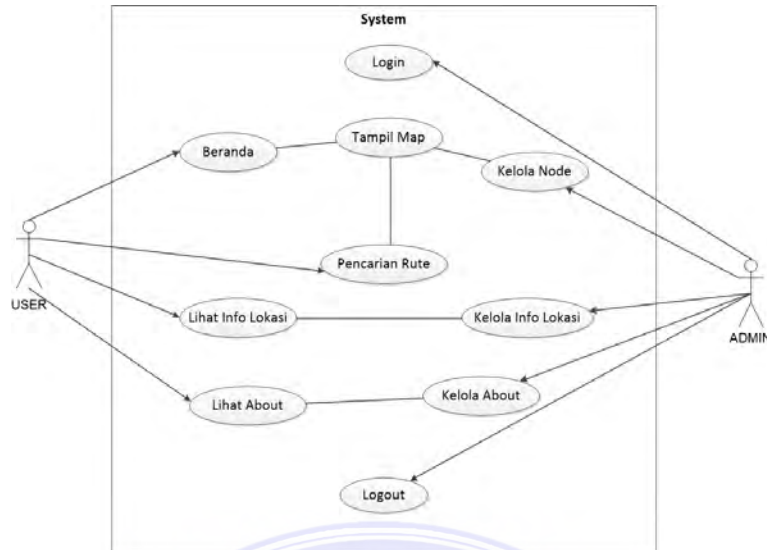 System
Login
Tampil Map
Beranda
Kelola Node
Pencarian Rute
USER
Lihat Info Lokasi
Kelola Info Lokasi
ADMIN
Lihat About
Kelola About
Logout